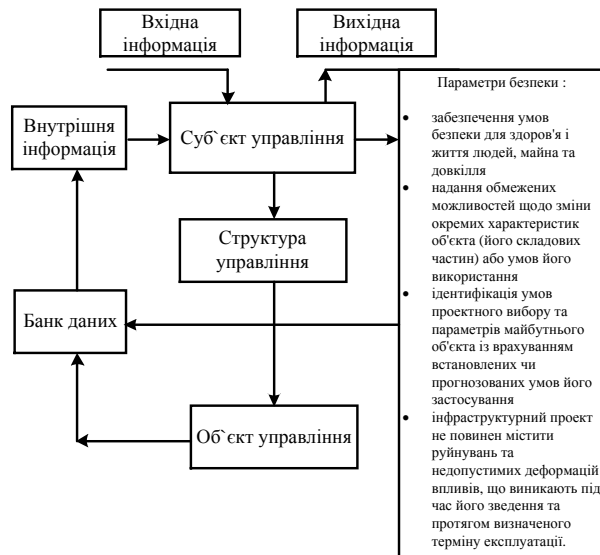 Вхідна
інформація
Вихідна
інформація
Внутрішня
інформація
Суб`єкт управління
Структура
управління
Банк даних
Об`єкт управління
Параметри безпеки :
• забезпечення умов
безпеки для здоров'я і
життя людей, майна та
довкілля
• надання обмежених
можливостей щодо зміни
окремих характеристик
об'єкта (його складових
частин) або умов його
використання
• ідентифікація умов
проектного вибору та
параметрів майбутнього
об'єкта із врахуванням
встановлених чи
прогнозованих умов його
застосування
• інфраструктурний проект
не повинен містити
руйнувань та
недопустимих деформацій
впливів, що виникають під
час його зведення та
протягом визначеного
терміну експлуатації.